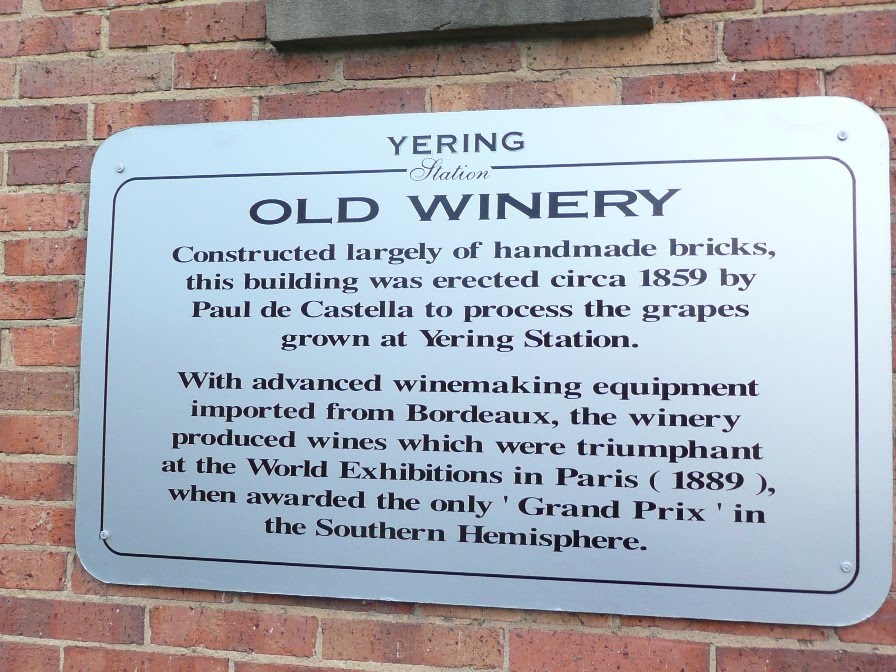 YERING
Station
OLD WINERY
Constructed largely of handmade bricks,
this building was erected circa 1859 by
Paul de Castella to process the grapes
grown at Yering Station.
With advanced winemaking equipment
imported from Bordeaux, the winery
produced wines which were triumphant
at the World Exhibitions in Paris ( 1889 ),
when awarded the only ' Grand Prix ' in
the Southern Hemisphere.